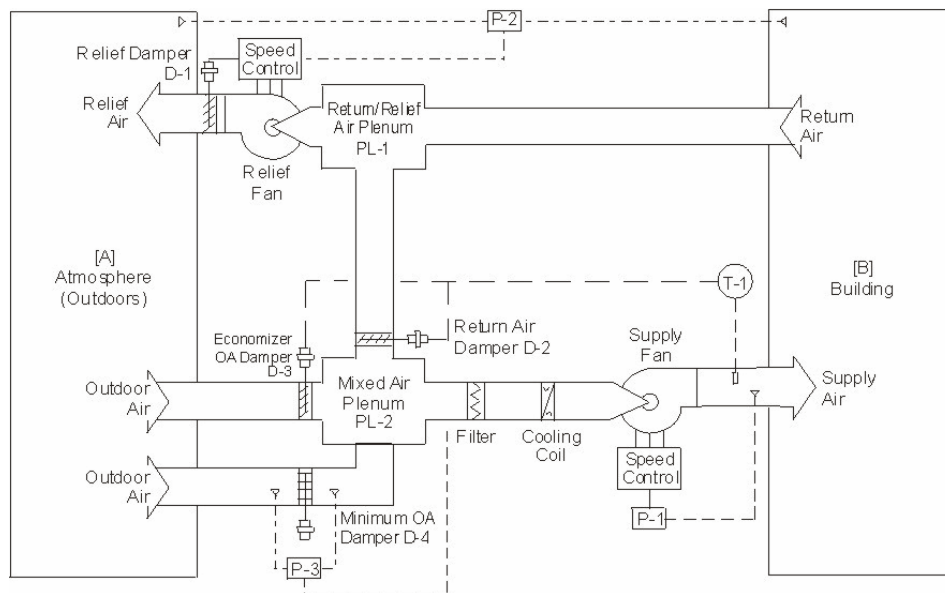 P-2
Relief Damper
D-1
Speed
Control
Relief
Air
Return/Relief
Air Plenum
PL-1
Return
Air
Relief
Fan
[A]
Atmosphere
(Outdoors)
T-1
[B]
Building
Economizer
OA Damper
D-3
Return Air
Damper D-2
Supply
Fan
Outdoor
Air
Mixed Air
Plenum
PL-2
Supply
Air
Filter
Cooling
Coil
Speed
Control
Outdoor
Air
P-1
Minimum OA
Damper D-4
P-3